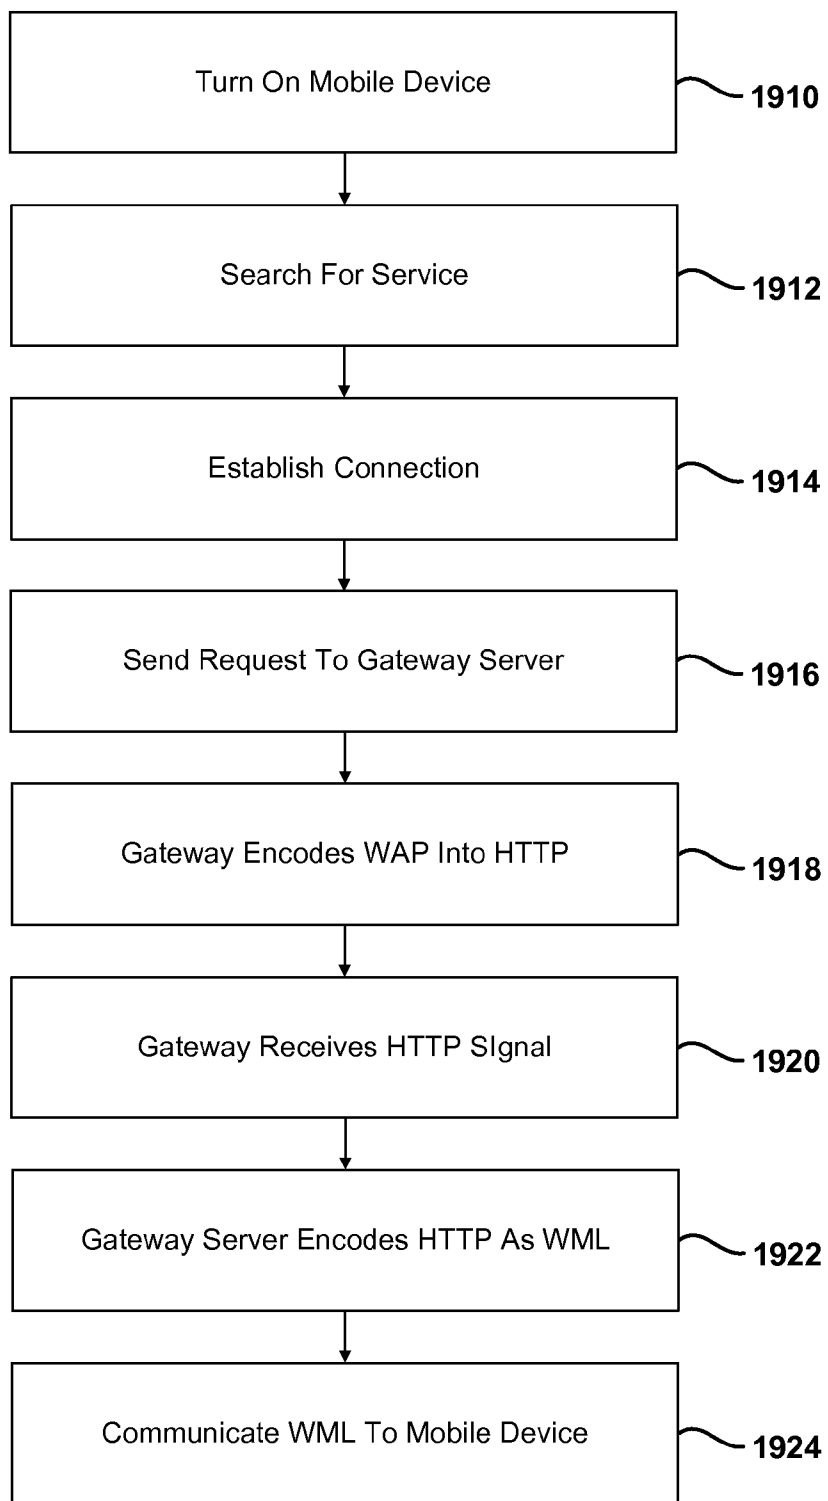 Turn On Mobile Device
1910
Search For Service
1912
Establish Connection
1914
Send Request To Gateway Server
1916
Gateway Encodes WAP Into HTTP
1918
Gateway Receives HTTP SIgnal
1920
Gateway Server Encodes HTTP As WML
1922
Communicate WML To Mobile Device
1924